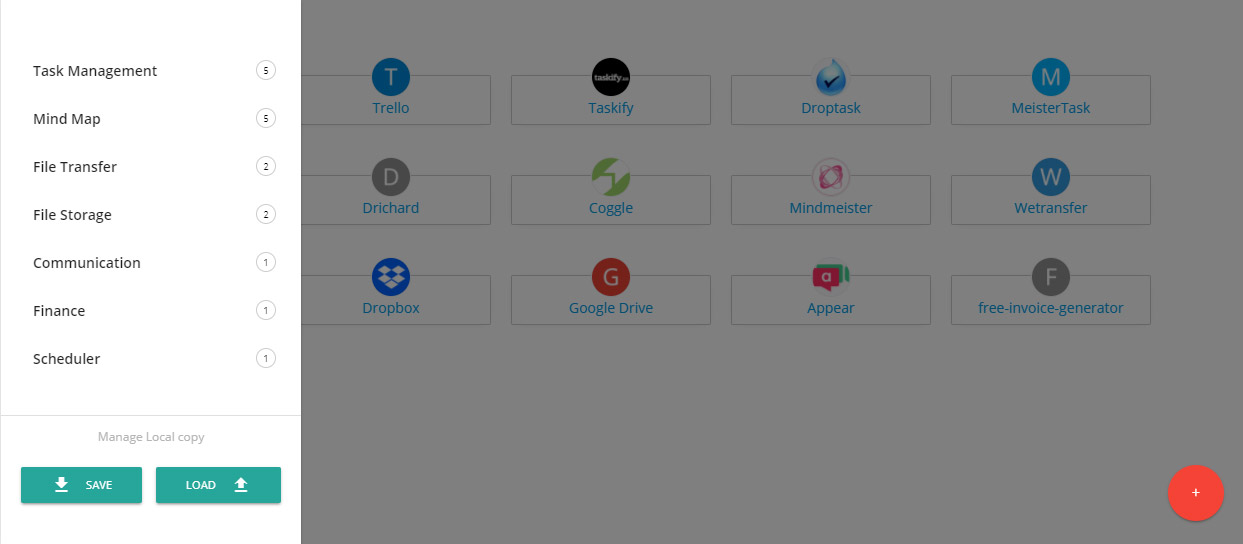 Task Management 5
Mind Map 5
File Transfer 2
File Storage 2
Communication 1
Finance 1
Scheduler 1
Manage Local copy
SAVE
LOAD
T
Trello
taskify.us
Taskify
Droptask
M
MeisterTask
D
Drichard
Coggle
Mindmeister
W
Wetransfer
Dropbox
G
Google Drive
a
Appear
F
free-invoice-generator
+